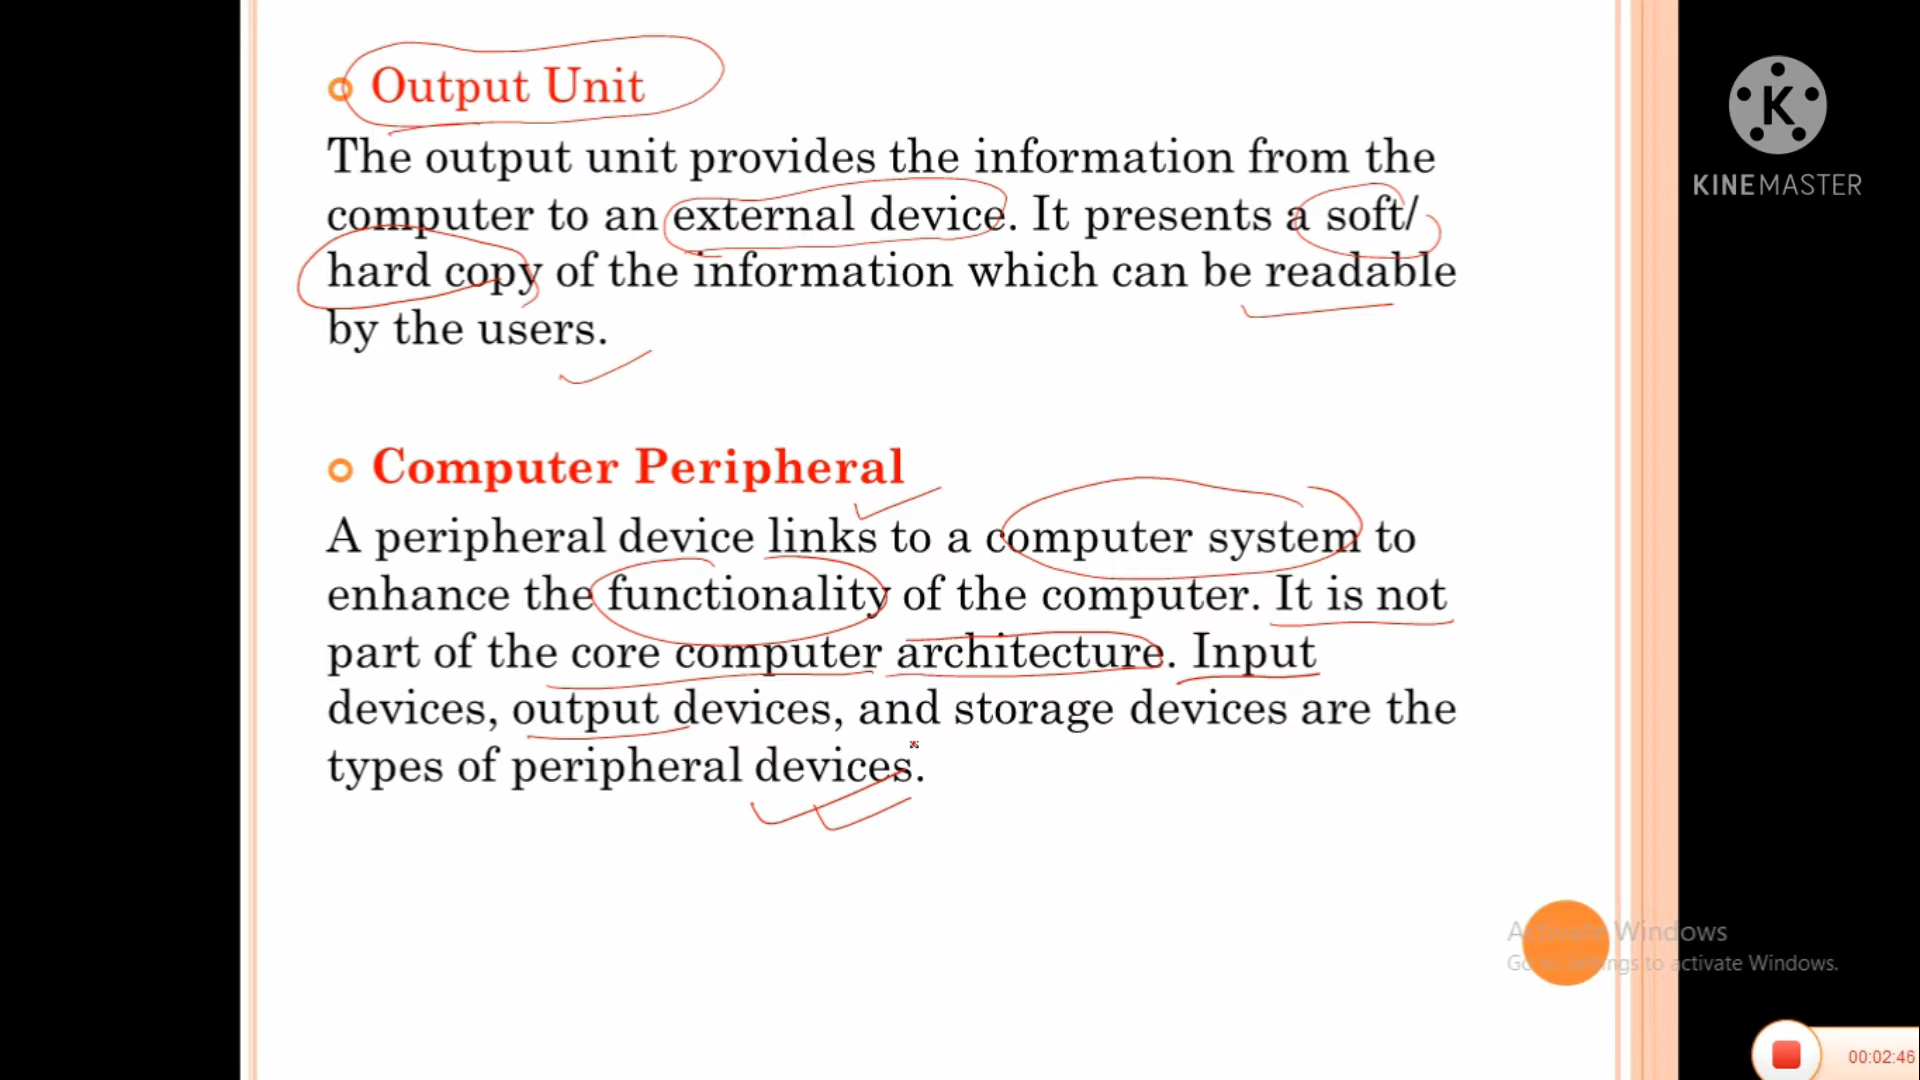 Output Unit
The output unit provides the information from the
computer to an external device. It presents a soft/
hard copy of the information which can be readable
by the users.
Computer Peripheral
A peripheral device links to a computer system to
enhance the functionality of the computer. It is not
part of the core computer architecture. Input
devices, output devices, and storage devices are the
types of peripheral devices.
K
KINEMASTER
Activate Windows
Go to Settings to activate Windows.
00:02:46